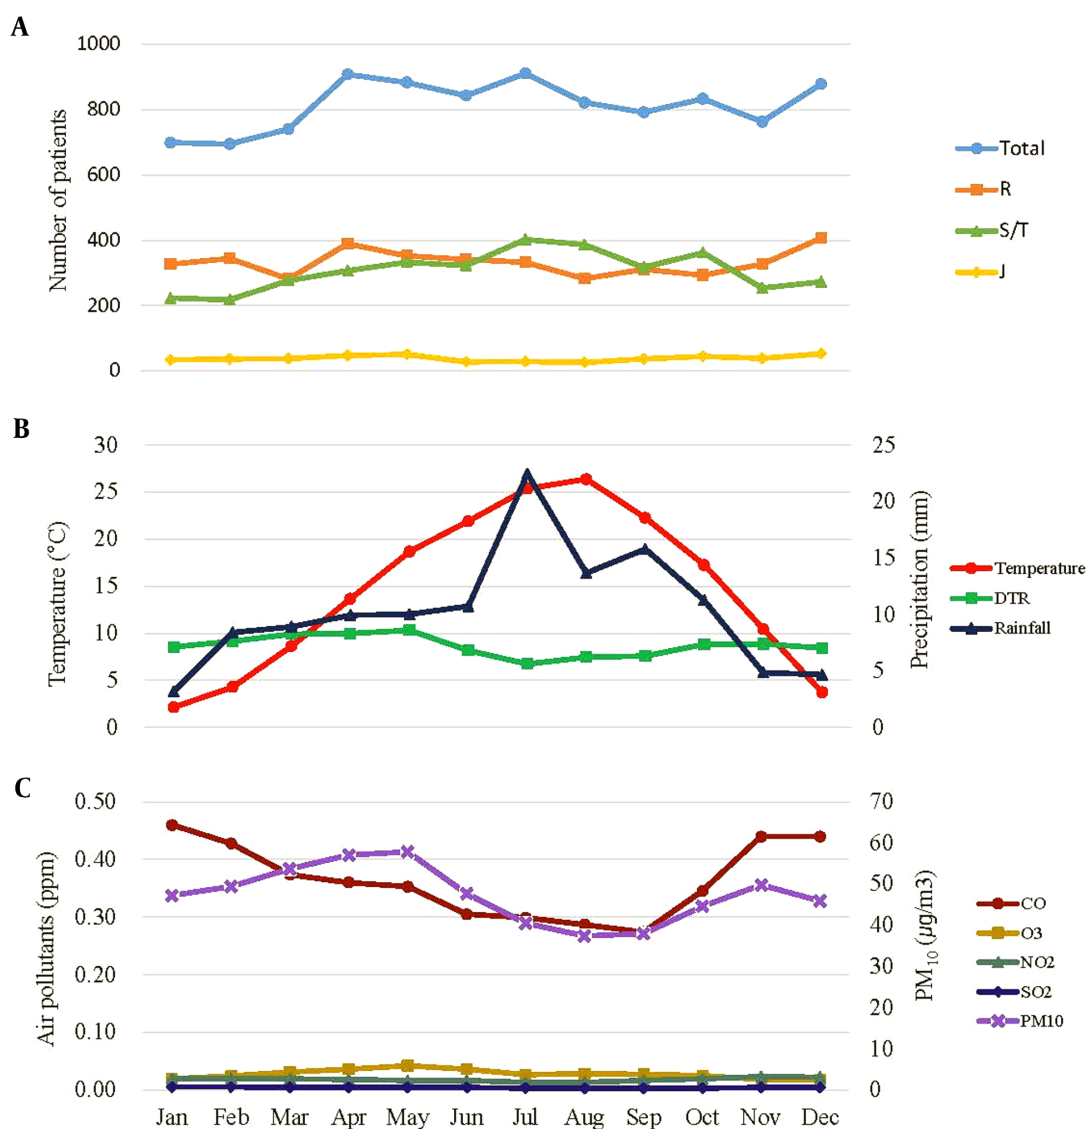 A
1000
800
600
400
200
0
Number of patients
Total
R
S/T
J
B
30
25
20
15
10
5
0
Temperature (°C)
25
20
15
10
5
0
Precipitation (mm)
Temperature
DTR
Rainfall
C
0.50
0.40
0.30
0.20
0.10
0.00
Air pollutants (ppm)
70
60
50
40
30
20
10
0
PM10 (µg/m3)
CO
O3
NO2
SO2
PM10
Jan Feb Mar Apr May Jun Jul Aug Sep Oct Nov Dec